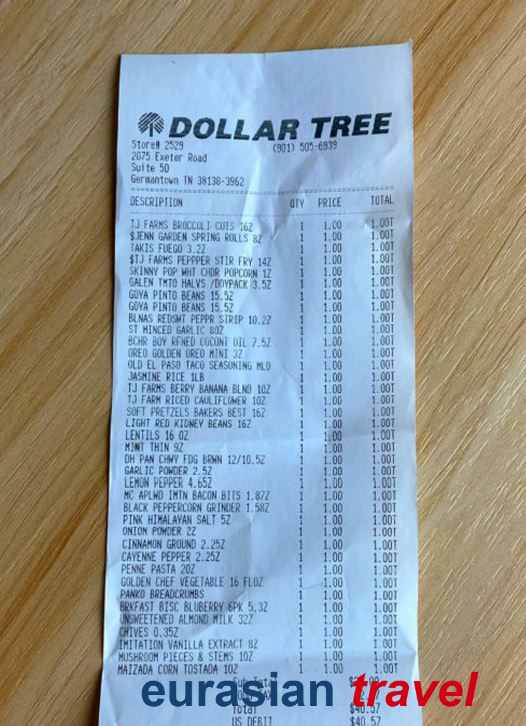 DOLLAR TREE
Store# 2529 (901) 505-6939
2075 Exeter Road
Suite 5D
Germantown TN 38138-3962
DESCRIPTION QTY PRICE TOTAL
TJ FARMS BROCCOLI CUTS 16Z 1 1.00 1.00T
$JENN GARDEN SPRING ROLLS 8Z 1 1.00 1.00T
TAKIS FUEGO 3.2Z 1 1.00 1.00T
$TJ FARMS PEPPPER STIR FRY 14Z 1 1.00 1.00T
SKINNY POP WHT CHDR POPCORN 1Z 1 1.00 1.00T
GALEN TMTO HALVS /DOYPACK 3.5Z 1 1.00 1.00T
GOYA PINTO BEANS 15.5Z 1 1.00 1.00T
GOYA PINTO BEANS 15.5Z 1 1.00 1.00T
BLNAS REDSWT PEPPR STRIP 10.2Z 1 1.00 1.00T
ST MINCED GARLIC 8OZ 1 1.00 1.00T
BCHR BOY RFNED COCONT OIL 7.5Z 1 1.00 1.00T
OREO GOLDEN OREO MINI 3Z 1 1.00 1.00T
OLD EL PASO TACO SEASONING MLD 1 1.00 1.00T
JASMINE RICE 1LB 1 1.00 1.00T
TJ FARMS BERRY BANANA BLND 10Z 1 1.00 1.00T
TJ FARM RICED CAULIFLOWER 10Z 1 1.00 1.00T
SOFT PRETZELS BAKERS BEST 16Z 1 1.00 1.00T
LIGHT RED KIDNEY BEANS 16Z 1 1.00 1.00T
LENTILS 16 OZ 1 1.00 1.00T
MINT THIN 9Z 1 1.00 1.00T
DH PAN CHWY FDG BRWN 12/10.5Z 1 1.00 1.00T
GARLIC POWDER 2.5Z 1 1.00 1.00T
LEMON PEPPER 4.65Z 1 1.00 1.00T
MC APLWD IMTN BACON BITS 1.87Z 1 1.00 1.00T
BLACK PEPPERCORN GRINDER 1.58Z 1 1.00 1.00T
PINK HIMALAYAN SALT 5Z 1 1.00 1.00T
ONION POWDER 2Z 1 1.00 1.00T
CINNAMON GROUND 2.25Z 1 1.00 1.00T
CAYENNE PEPPER 2.25Z 1 1.00 1.00T
PENNE PASTA 20Z 1 1.00 1.00T
GOLDEN CHEF VEGETABLE 16 FLOZ 1 1.00 1.00T
PANKO BREADCRUMBS 1 1.00 1.00T
BRKFAST BISC BLUBERRY 6PK 5.3Z 1 1.00 1.00T
UNSWEETENED ALMOND MILK 32Z 1 1.00 1.00T
CHIVES 0.35Z 1 1.00 1.00T
IMITATION VANILLA EXTRACT 8Z 1 1.00 1.00T
MUSHROOM PIECES & STEMS 10Z 1 1.00 1.00T
MAIZADA CORN TOSTADA 10Z 1 1.00 1.00T
Sub Total
eurasian travel
Total $40.57
US DEBIT $40.57